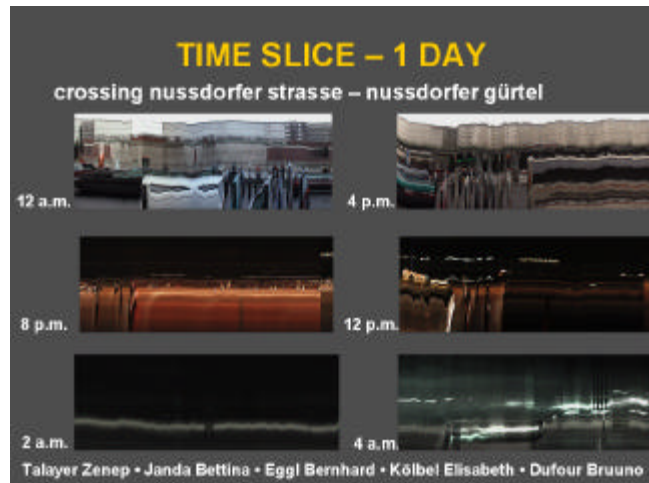 TIME SLICE – 1 DAY
crossing nussdorfer strasse – nussdorfer gürtel
12 a.m.
4 p.m.
8 p.m.
12 p.m.
2 a.m.
4 a.m.
Talayer Zenep • Janda Bettina • Eggl Bernhard • Kölbel Elisabeth • Dufour Bruuno